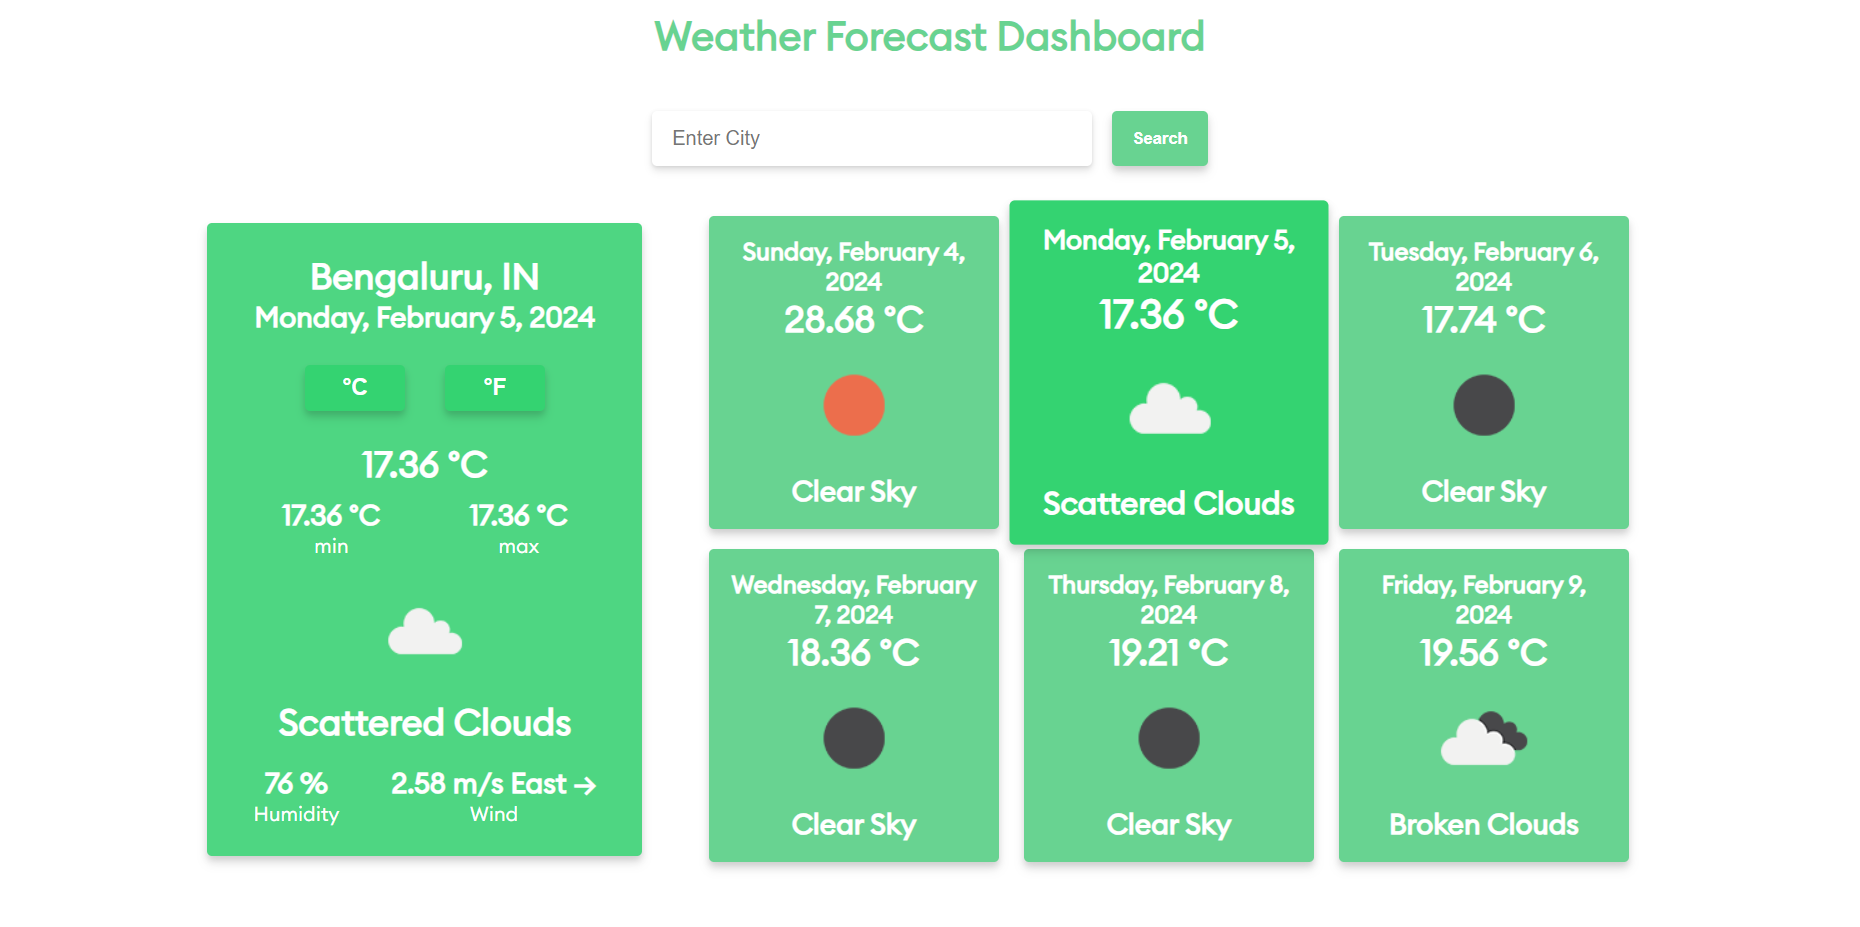 Weather Forecast Dashboard
Enter City
Search
Bengaluru, IN
Monday, February 5, 2024
°C
°F
17.36 °C
17.36 °C
min
17.36 °C
max
Scattered Clouds
76 %
Humidity
2.58 m/s East →
Wind
Sunday, February 4,
2024
28.68 °C
Clear Sky
Monday, February 5,
2024
17.36 °C
Scattered Clouds
Tuesday, February 6,
2024
17.74 °C
Clear Sky
Wednesday, February
7, 2024
18.36 °C
Clear Sky
Thursday, February 8,
2024
19.21 °C
Clear Sky
Friday, February 9,
2024
19.56 °C
Broken Clouds